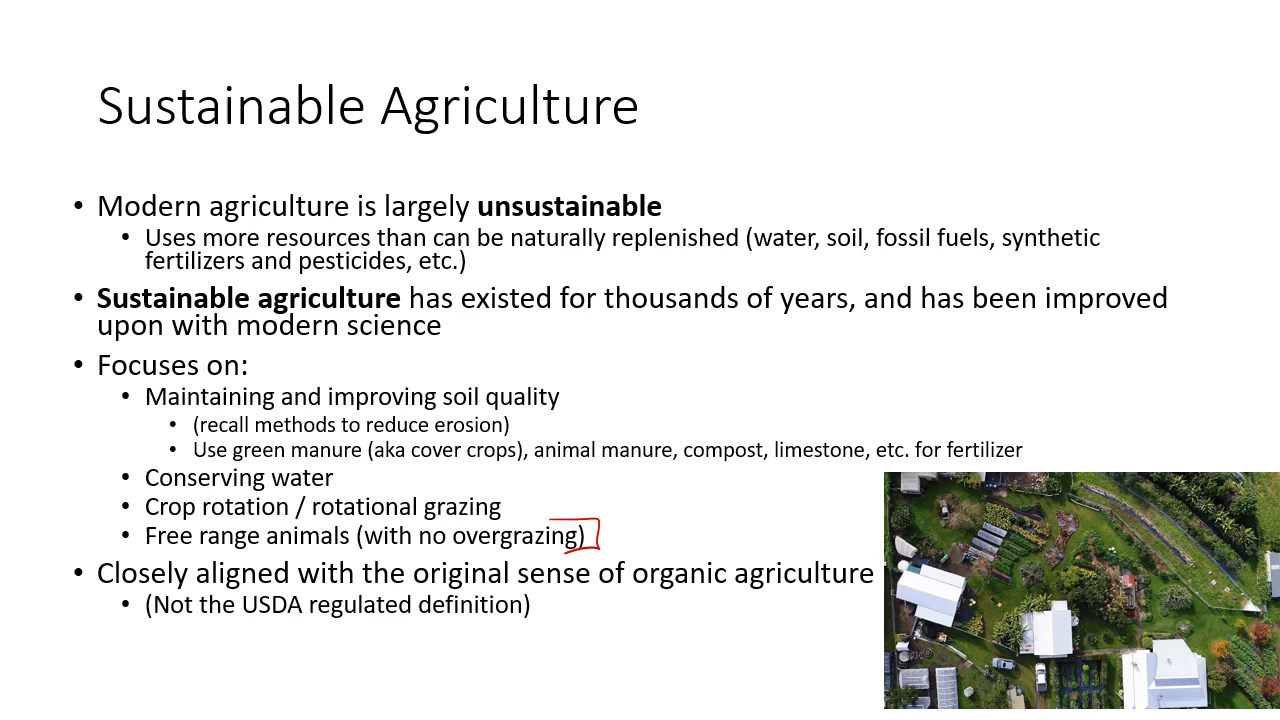 Sustainable Agriculture
• Modern agriculture is largely unsustainable
• Uses more resources than can be naturally replenished (water, soil, fossil fuels, synthetic
fertilizers and pesticides, etc.)
• Sustainable agriculture has existed for thousands of years, and has been improved
upon with modern science
• Focuses on:
• Maintaining and improving soil quality
• (recall methods to reduce erosion)
• Use green manure (aka cover crops), animal manure, compost, limestone, etc. for fertilizer
• Conserving water
• Crop rotation / rotational grazing
• Free range animals (with no overgrazing)
• Closely aligned with the original sense of organic agriculture
• (Not the USDA regulated definition)